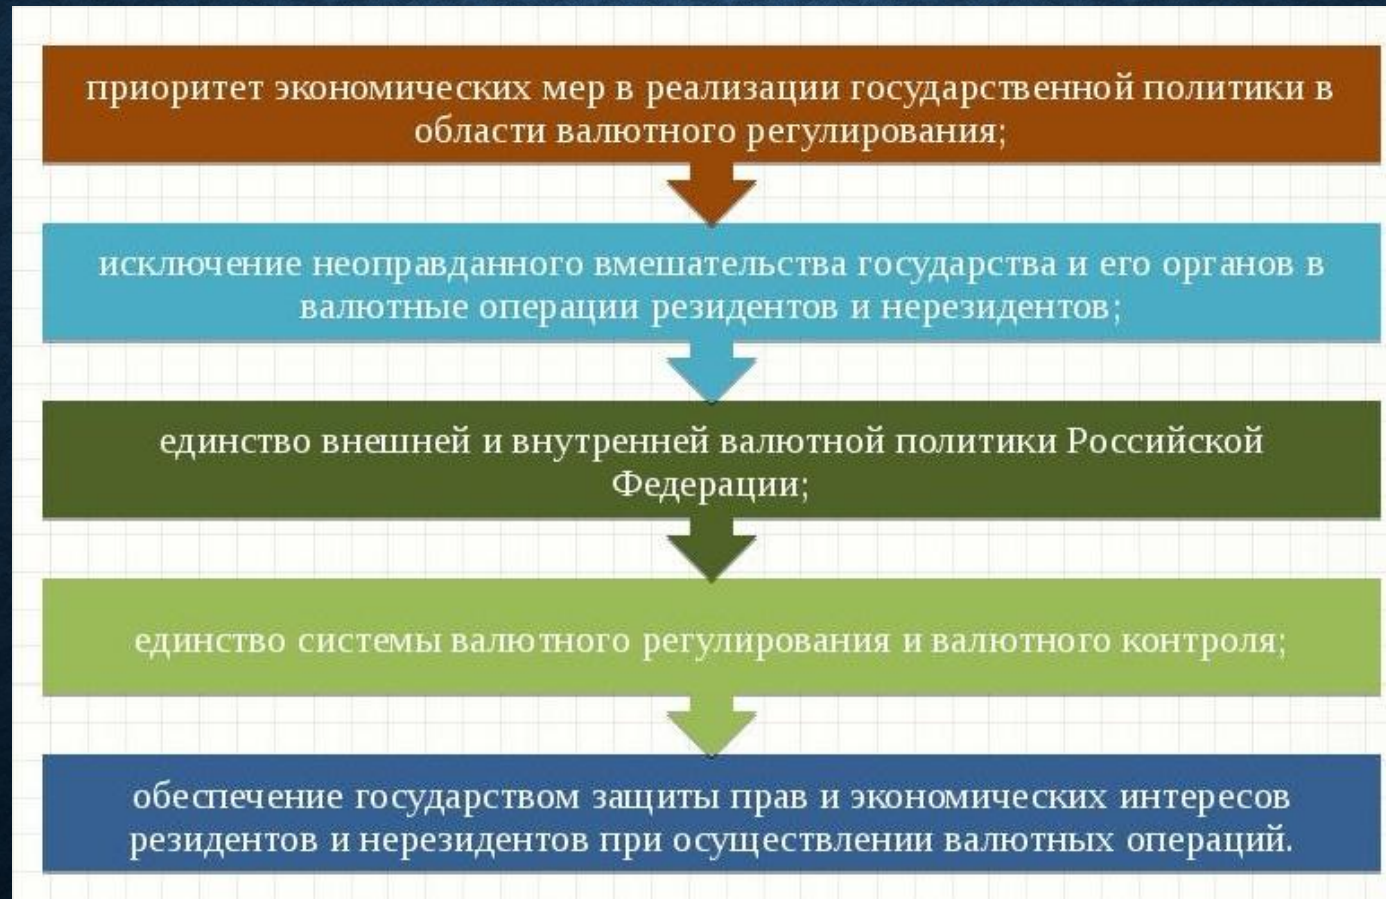 приоритет экономических мер в реализации государственной политики в
области валютного регулирования;
исключение неоправданного вмешательства государства и его органов в
валютные операции резидентов и нерезидентов;
единство внешней и внутренней валютной политики Российской
Федерации;
единство системы валютного регулирования и валютного контроля;
обеспечение государством защиты прав и экономических интересов
резидентов и нерезидентов при осуществлении валютных операций.